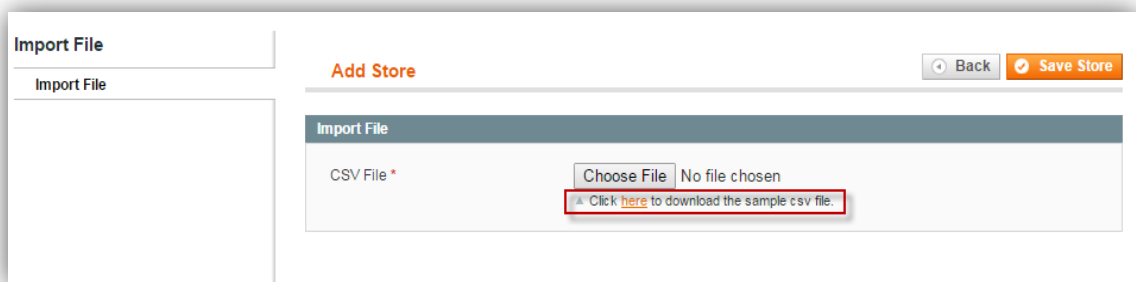 Import File
Import File
Add Store
Back
Save Store
Import File
CSV File *
Choose File No file chosen
Click here to download the sample csv file.